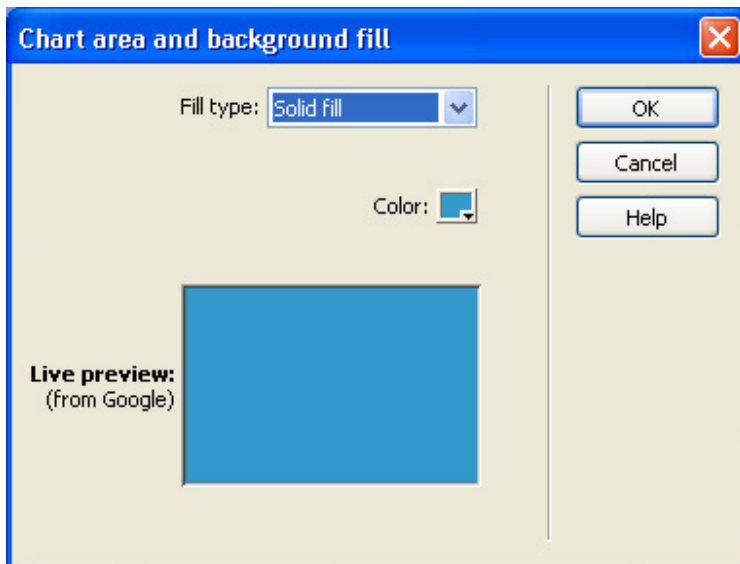 Chart area and background fill
Fill type: Solid fill
OK
Cancel
Color:
Help
Live preview:
(from Google)